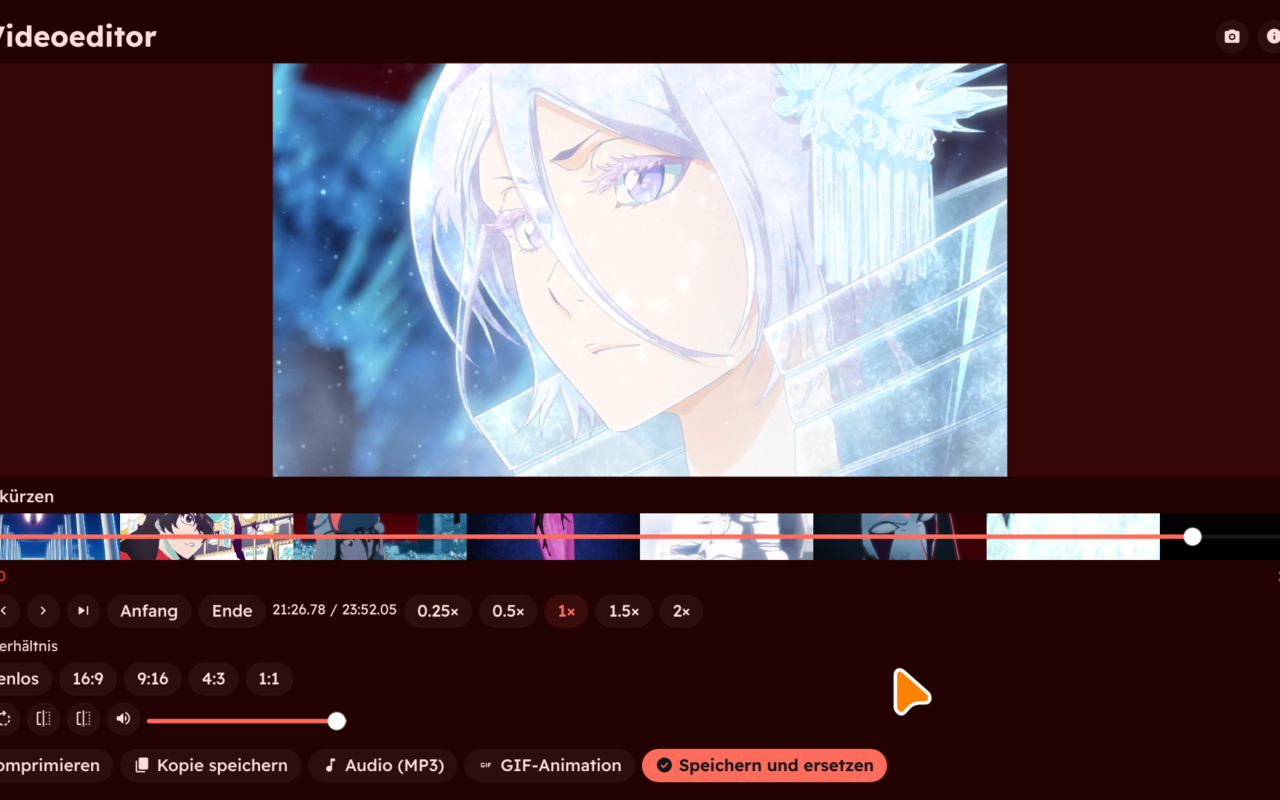 Videoeditor
kürzen
Anfang Ende 21:26.78 / 23:52.05 0.25× 0.5× 1× 1.5× 2×
erhältnis
enlos 16:9 9:16 4:3 1:1
omprimieren Kopie speichern Audio (MP3) GIF GIF-Animation Speichern und ersetzen